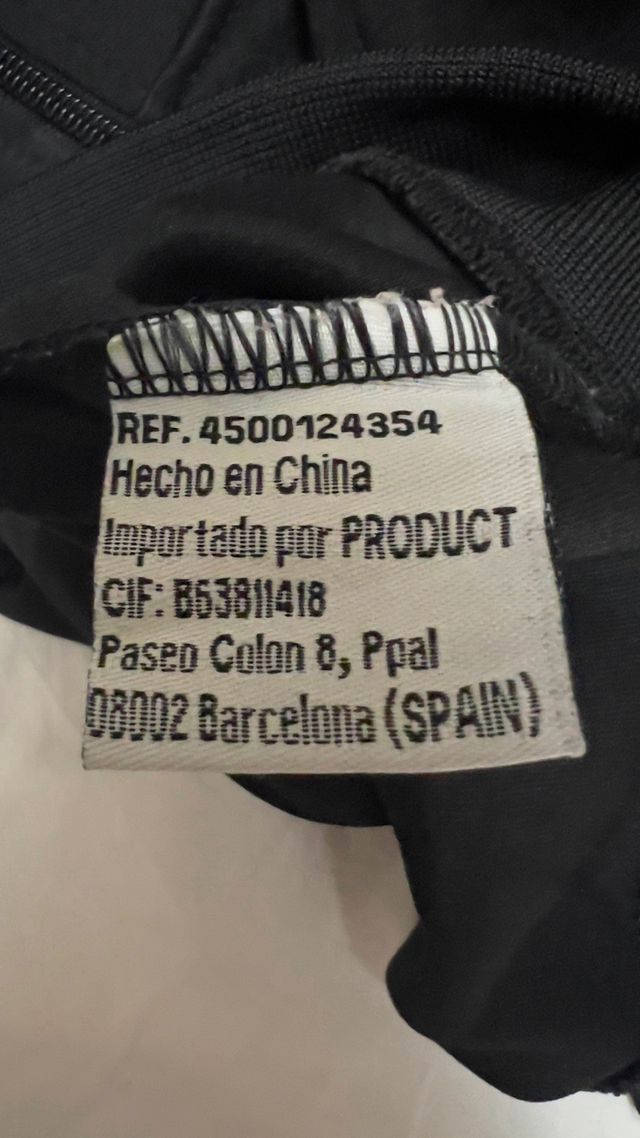 REF. 4500124354
Hecho en China
Importado por PRODUCT
CIF: B63811418
Paseo Colon 8, Ppal
08002 Barcelona (SPAIN)